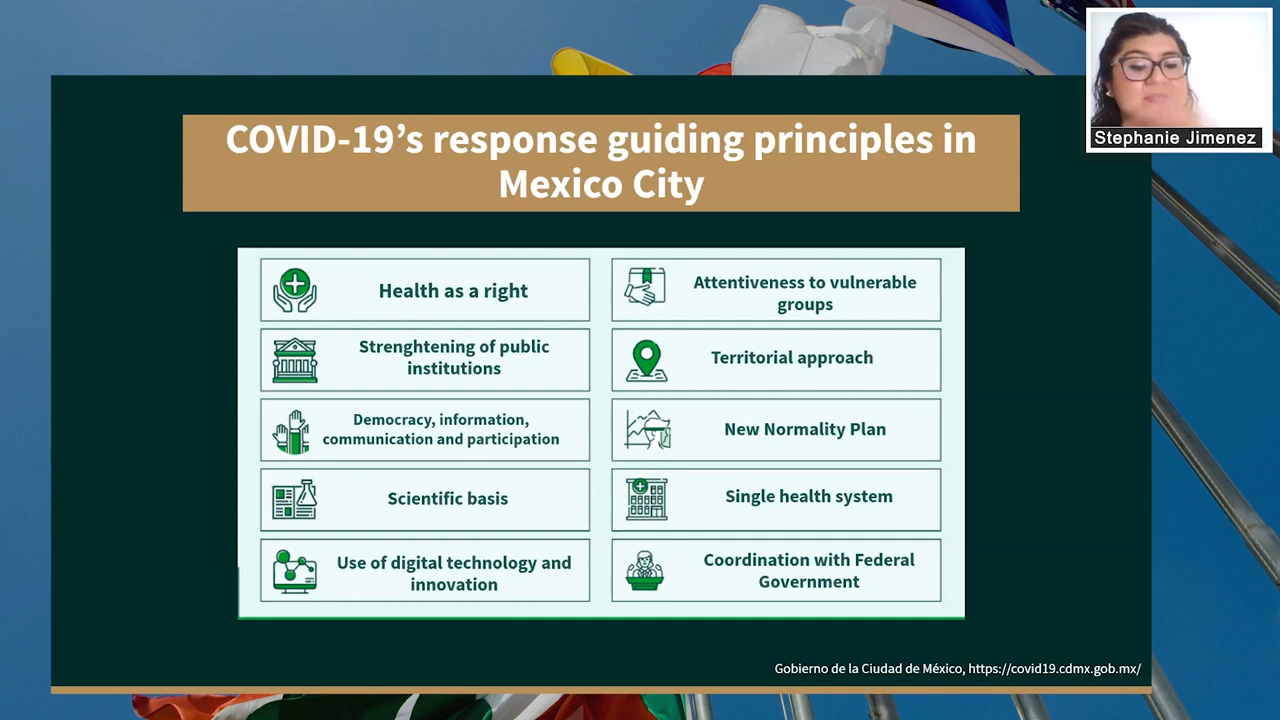 Stephanie Jimenez
COVID-19’s response guiding principles in
Mexico City
Health as a right
Strenghtening of public
institutions
Democracy, information,
communication and participation
Scientific basis
Use of digital technology and
innovation
Attentiveness to vulnerable
groups
Territorial approach
New Normality Plan
Single health system
Coordination with Federal
Government
Gobierno de la Ciudad de México, https://covid19.cdmx.gob.mx/